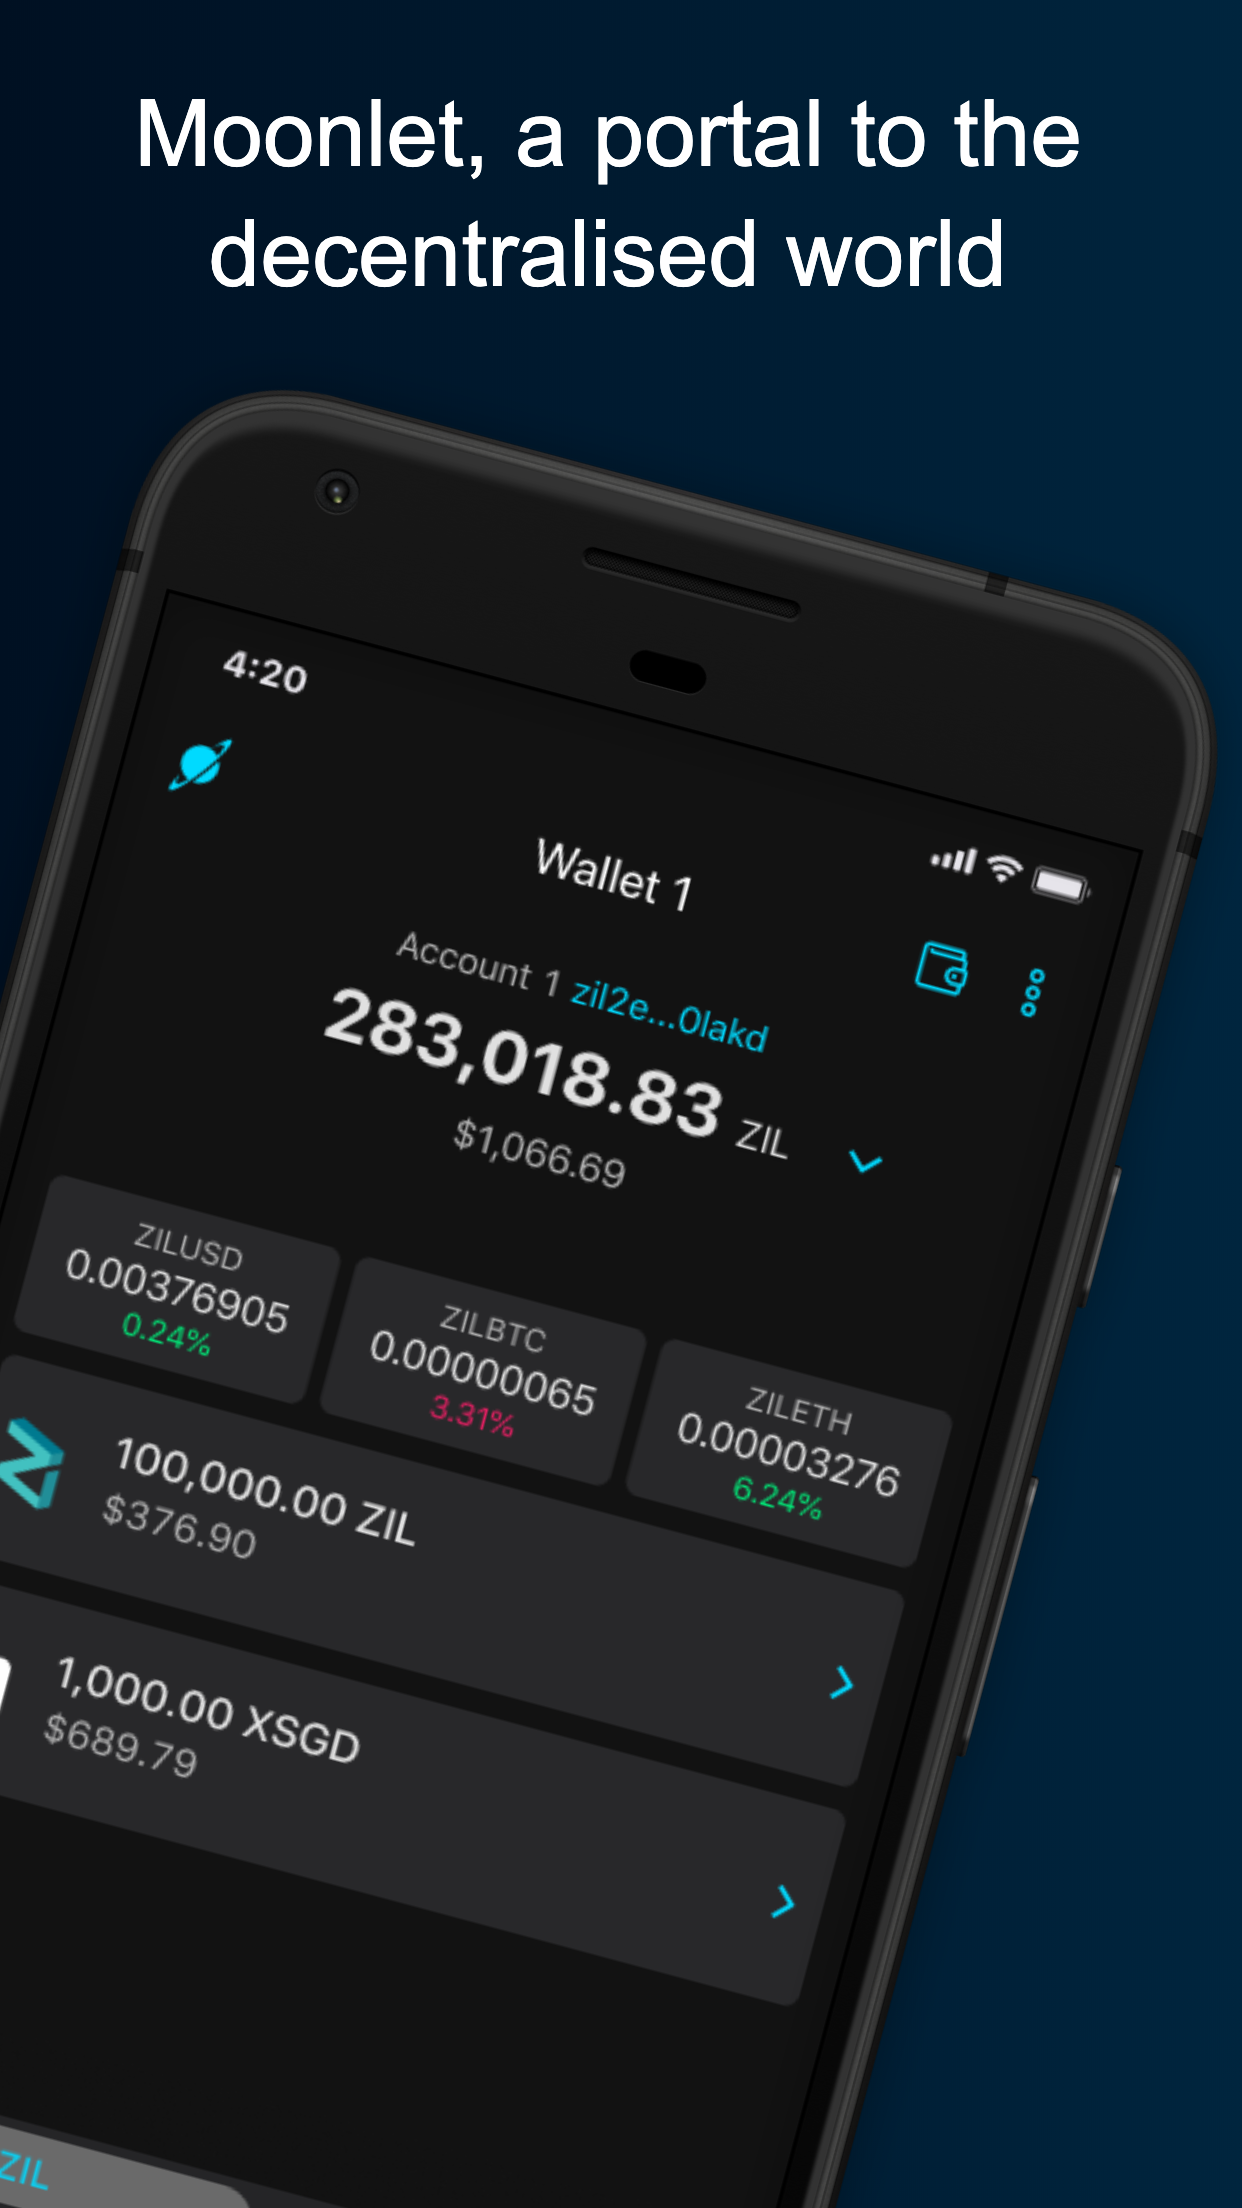 Moonlet, a portal to the
decentralised world
4:20
Wallet 1
Account 1 zil2e...0lakd
283,018.83 ZIL
$1,066.69
ZILUSD
0.00376905
0.24%
ZILBTC
0.00000065
3.31%
ZILETH
0.00003276
6.24%
100,000.00 ZIL
$376.90
1,000.00 XSGD
$689.79
ZIL